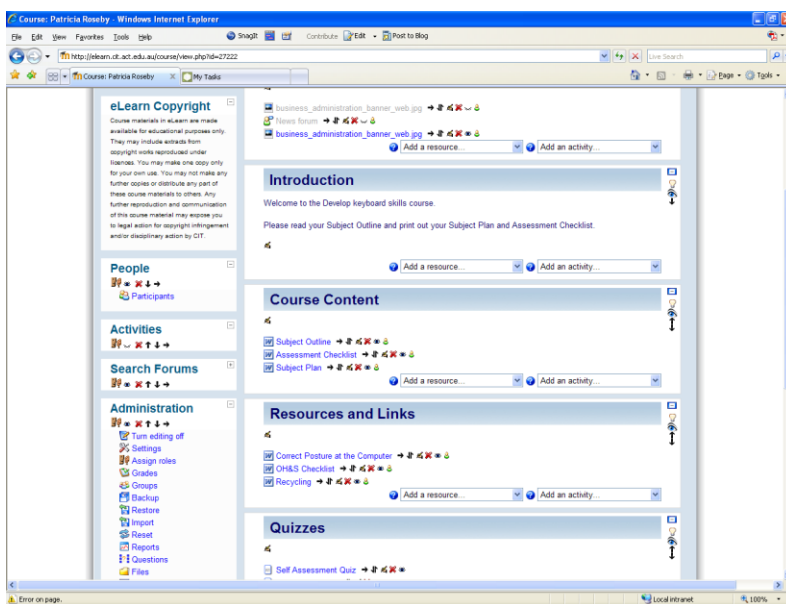 Course: Patricia Roseby - Windows Internet Explorer
File Edit View Favorites Tools Help
SnagIt
Contribute Edit Post to Blog
http://elearn.cit.act.edu.au/course/view.php?id=27222
Live Search
Course: Patricia Roseby
My Tasks
Page Tools
eLearn Copyright
Course materials in eLearn are made
available for educational purposes only.
They may include extracts from
copyright works reproduced under
licences. You may make one copy only
for your own use. You may not make any
further copies or distribute any part of
these course materials to others. Any
further reproduction and communication
of this course material may expose you
to legal action for copyright infringement
and/or disciplinary action by CIT.
People
Participants
Activities
Search Forums
Administration
Turn editing off
Settings
Assign roles
Grades
Groups
Backup
Restore
Import
Reset
Reports
Questions
Files
business_administration_banner_web.jpg
News forum
business_administration_banner_web.jpg
Add a resource... Add an activity...
Introduction
Welcome to the Develop keyboard skills course.
Please read your Subject Outline and print out your Subject Plan and Assessment Checklist.
Add a resource... Add an activity...
Course Content
Subject Outline
Assessment Checklist
Subject Plan
Add a resource... Add an activity...
Resources and Links
Correct Posture at the Computer
OH&S Checklist
Recycling
Add a resource... Add an activity...
Quizzes
Self Assessment Quiz
Error on page.
Local intranet
100%